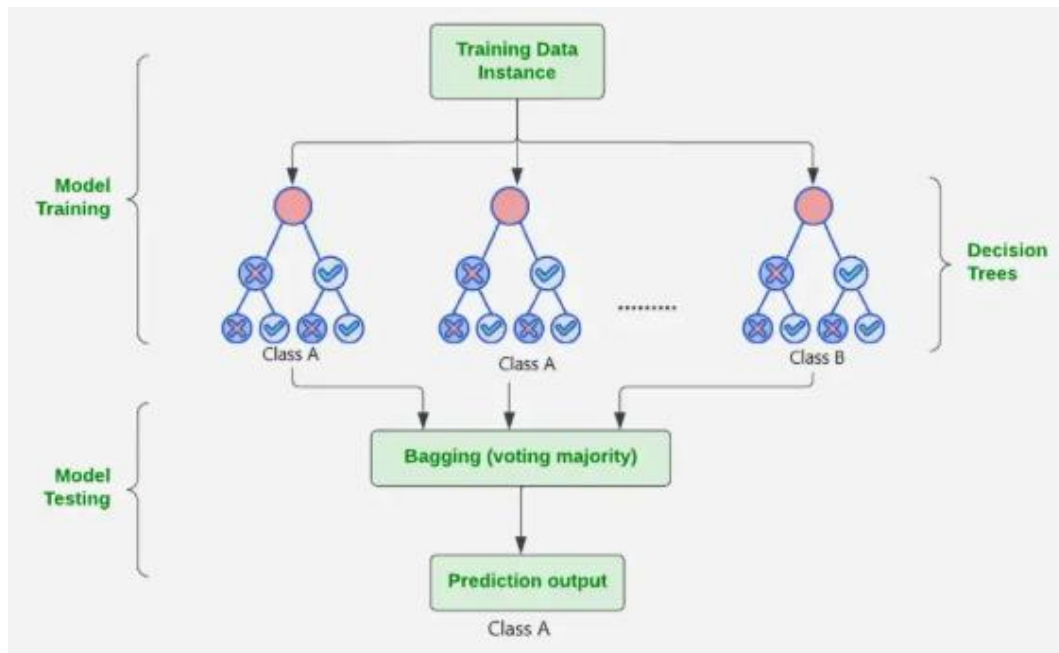 Training Data
Instance
Model
Training
Decision
Trees
.........
Class A
Class A
Class B
Bagging (voting majority)
Model
Testing
Prediction output
Class A